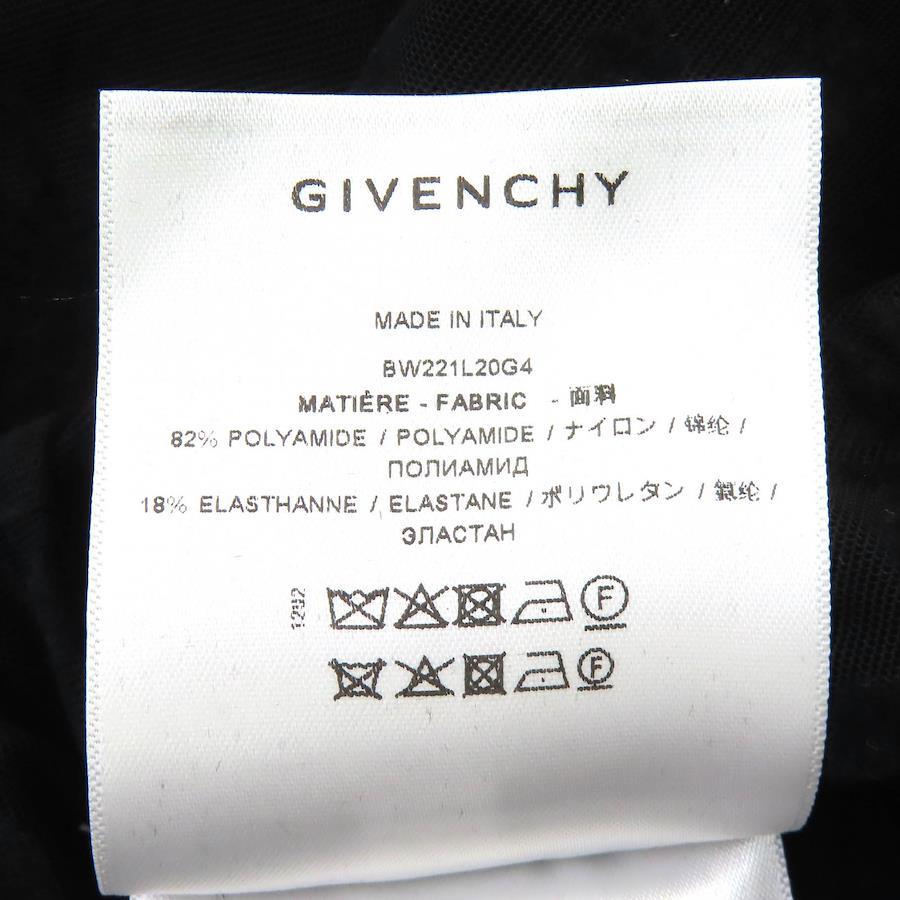 GIVENCHY
MADE IN ITALY
BW221L20G4
MATIÈRE - FABRIC - 面料
82% POLYAMIDE / POLYAMIDE / ナイロン / 锦纶 /
ПОЛИАМИД
18% ELASTHANNE / ELASTANE / ポリウレタン / 氨纶 /
ЭЛАСТАН
1292
F
F